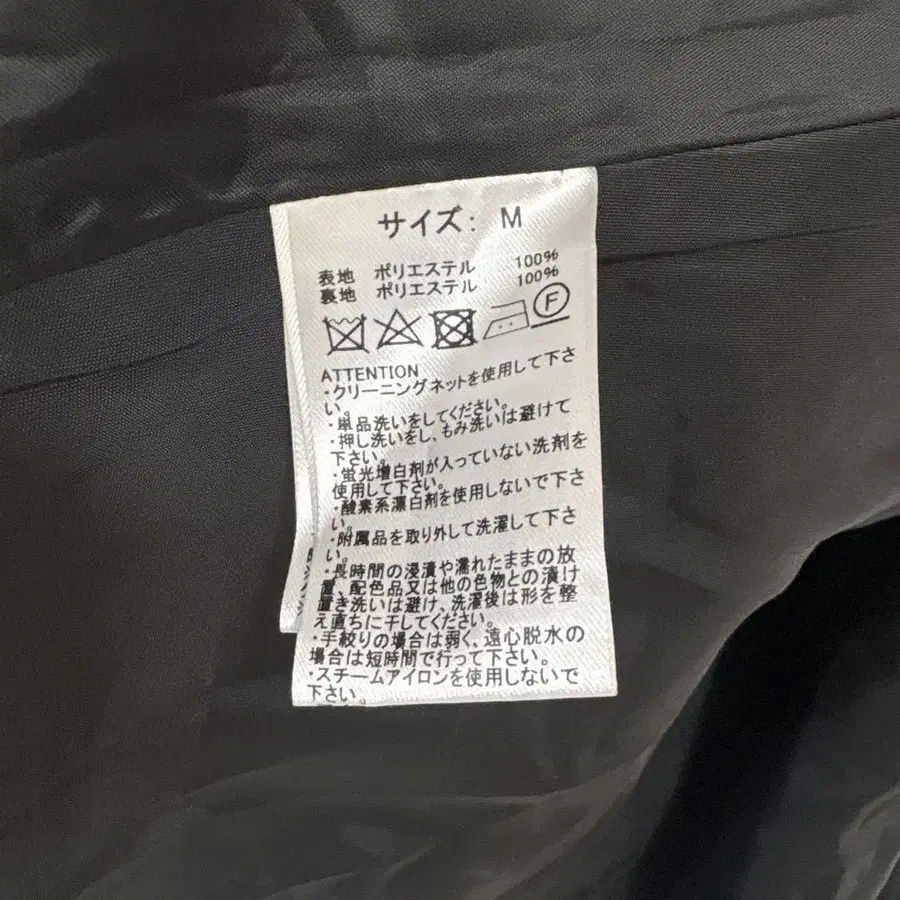 サイズ: M
表地 ポリエステル 100%
裏地 ポリエステル 100%
F
ATTENTION
・クリーニングネットを使用して下さ
い。
・単品洗いをしてください。
・押し洗いをし、もみ洗いは避けて
下さい。
・蛍光増白剤が入っていない洗剤を
使用して下さい。
・酸素系漂白剤を使用しないで下さ
い。
・附属品を取り外して洗濯して下さ
い。
・長時間の浸漬や濡れたままの放
置、配色品又は他の色物との漬け
置き洗いは避け、洗濯後は形を整
え直ちに干してください。
・手絞りの場合は弱く、遠心脱水の
場合は短時間で行って下さい。
・スチームアイロンを使用しないで
下さい。